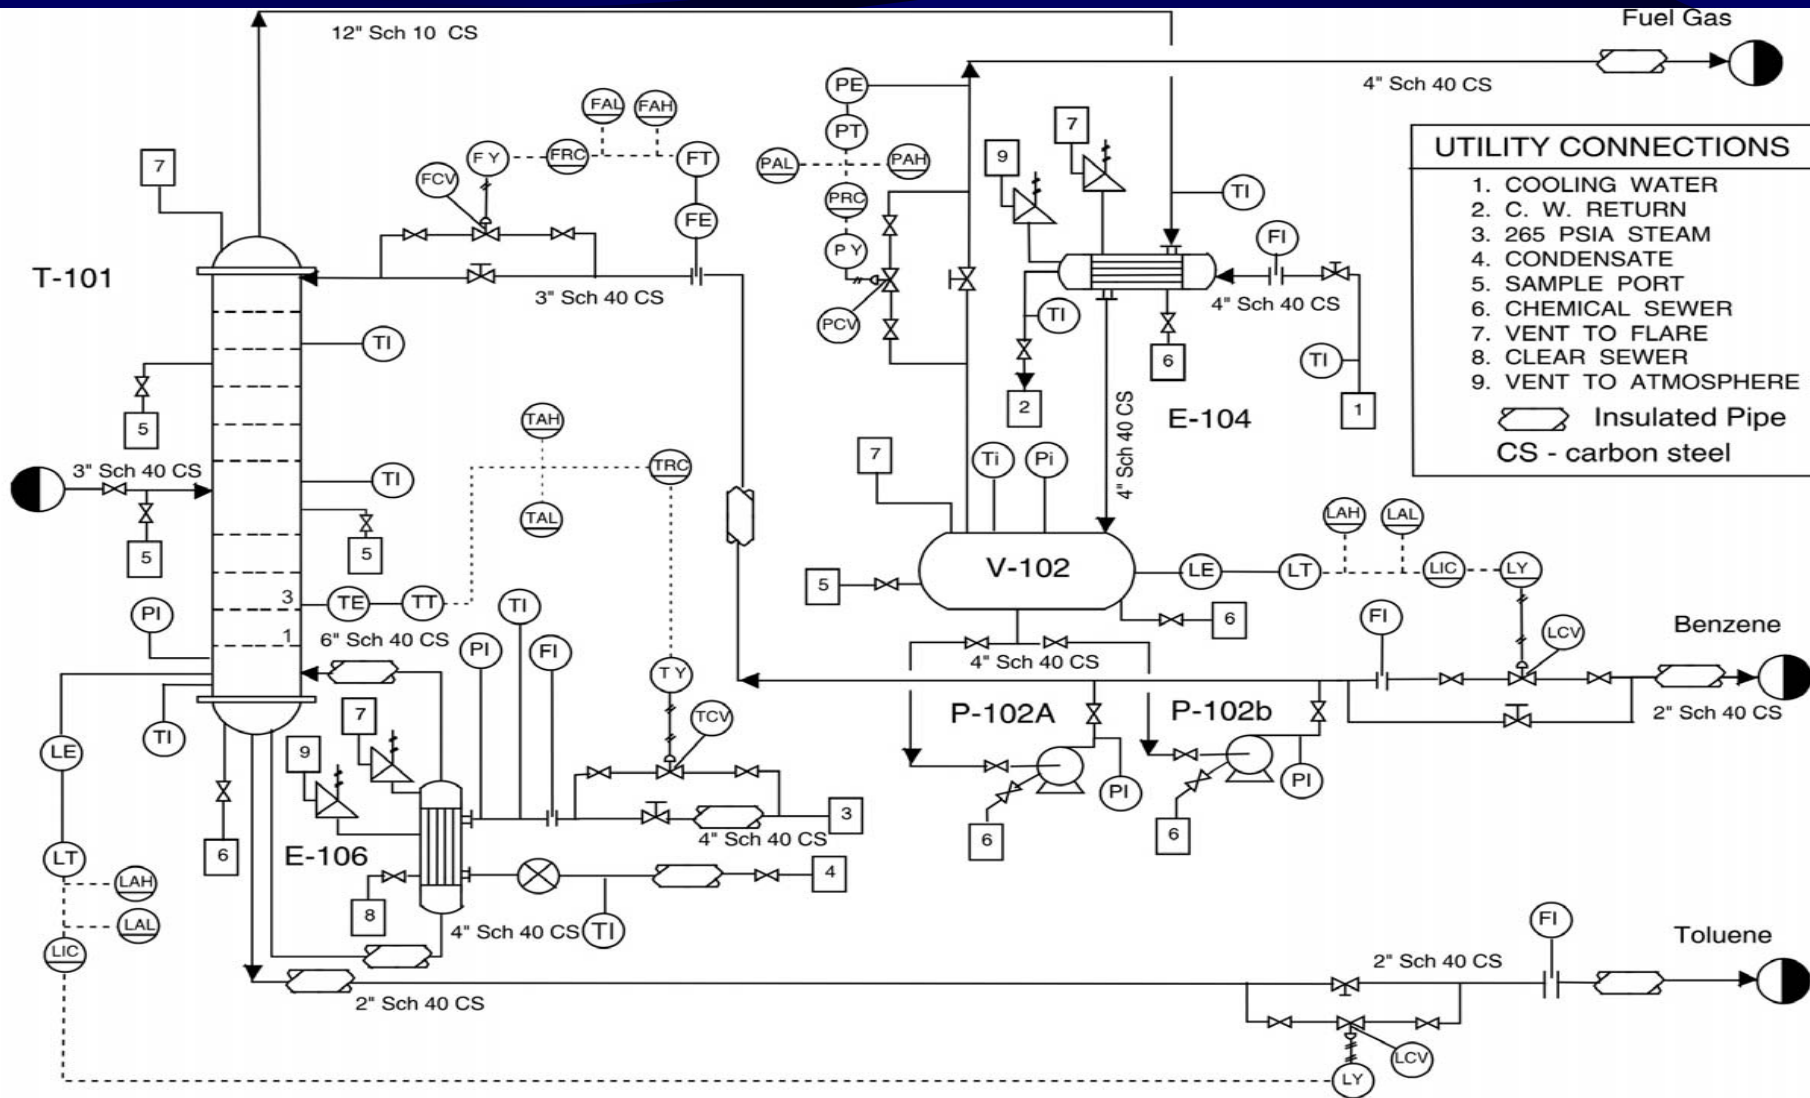 Fuel Gas
12" Sch 10 CS
4" Sch 40 CS
PE
FAL
FAH
7
PT
UTILITY CONNECTIONS
7
F Y
FRC
FT
9
PAL
PAH
FCV
1. COOLING WATER
2. C. W. RETURN
3. 265 PSIA STEAM
4. CONDENSATE
5. SAMPLE PORT
6. CHEMICAL SEWER
7. VENT TO FLARE
8. CLEAR SEWER
9. VENT TO ATMOSPHERE
Insulated Pipe
CS - carbon steel
TI
PRC
FE
FI
P Y
T-101
3" Sch 40 CS
4" Sch 40 CS
PCV
TI
TI
TI
6
2
1
E-104
5
TAH
4" Sch 40 CS
7
Ti
Pi
TRC
3" Sch 40 CS
TI
TAL
LAH
LAL
5
5
V-102
LE
LT
LIC
LY
5
3
TE
TT
TI
PI
6
FI
Benzene
LCV
1
6" Sch 40 CS
PI
FI
4" Sch 40 CS
T Y
7
P-102A
P-102b
2" Sch 40 CS
TCV
TI
LE
9
PI
PI
3
4" Sch 40 CS
6
6
6
E-106
LT
LAH
4
8
LAL
4" Sch 40 CS
TI
FI
Toluene
LIC
2" Sch 40 CS
2" Sch 40 CS
LCV
LY